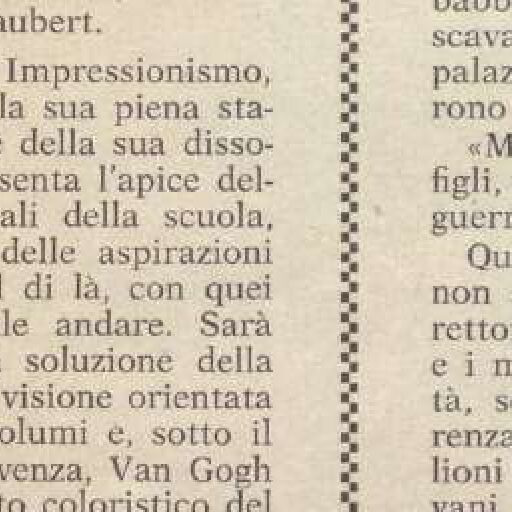 aubert.
Impressionismo,
la sua piena sta-
della sua disso-
senta l'apice del-
ali della scuola,
delle aspirazioni
di là, con quei
le andare. Sarà
soluzione della
visione orientata
olumi e, sotto il
venza, Van Gogh
to coloristico del
babb
scava
palaz
rono
«M
figli,
guerr
Qu
non
retto
e i m
tà, s
renza
lioni
vani